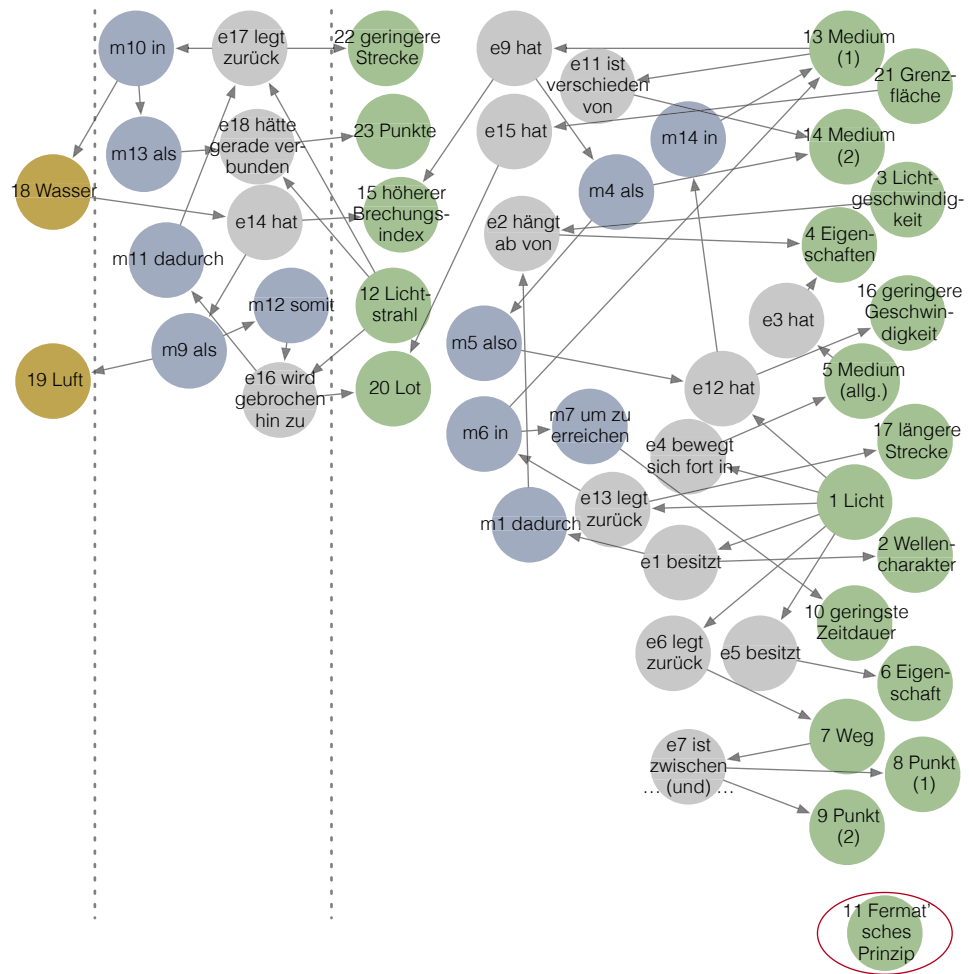 m10 in
e17 legt
zurück
22 geringere
Strecke
e18 hätte
gerade ver-
bunden
m13 als
23 Punkte
18 Wasser
15 höherer
Brechungs-
index
e14 hat
m11 dadurch
m12 somit
12 Licht-
strahl
m9 als
19 Luft
e16 wird
gebrochen
hin zu
20 Lot
e9 hat
13 Medium
(1)
e11 ist
verschieden
von
21 Grenz-
fläche
e15 hat
m14 in
14 Medium
(2)
m4 als
3 Licht-
geschwindig-
keit
e2 hängt
ab von
4 Eigen-
schaften
16 geringere
Geschwin-
digkeit
e3 hat
m5 also
5 Medium
(allg.)
e12 hat
m7 um zu
erreichen
m6 in
17 längere
Strecke
e4 bewegt
sich fort in
e13 legt
zurück
1 Licht
m1 dadurch
2 Wellen-
charakter
e1 besitzt
10 geringste
Zeitdauer
e6 legt
zurück
e5 besitzt
6 Eigen-
schaft
7 Weg
e7 ist
zwischen
... (und) ...
8 Punkt
(1)
9 Punkt
(2)
11 Fermat'
sches
Prinzip